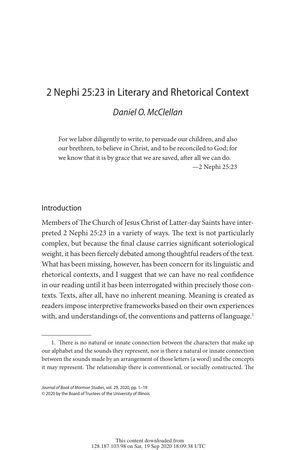 2 Nephi 25:23 in Literary and Rhetorical Context
Daniel O. McClellan
For we labor diligently to write, to persuade our children, and also
our brethren, to believe in Christ, and to be reconciled to God; for
we know that it is by grace that we are saved, after all we can do.
—2 Nephi 25:23
Introduction
Members of The Church of Jesus Christ of Latter-day Saints have inter-
preted 2 Nephi 25:23 in a variety of ways. The text is not particularly
complex, but because the final clause carries significant soteriological
weight, it has been fiercely debated among thoughtful readers of the text.
What has been missing, however, has been concern for its linguistic and
rhetorical contexts, and I suggest that we can have no real confidence
in our reading until it has been interrogated within precisely those con-
texts. Texts, after all, have no inherent meaning. Meaning is created as
readers impose interpretive frameworks based on their own experiences
with, and understandings of, the conventions and patterns of language.1
1. There is no natural or innate connection between the characters that make up
our alphabet and the sounds they represent, nor is there a natural or innate connection
between the sounds made by an arrangement of those letters (a word) and the concepts
it may represent. The relationship there is conventional, or socially constructed. The
Journal of Book of Mormon Studies, vol. 29, 2020, pp. 1–19
© 2020 by the Board of Trustees of the University of Illinois
This content downloaded from
128.187.103.98 on Sat, 19 Sep 2020 18:09:38 UTC